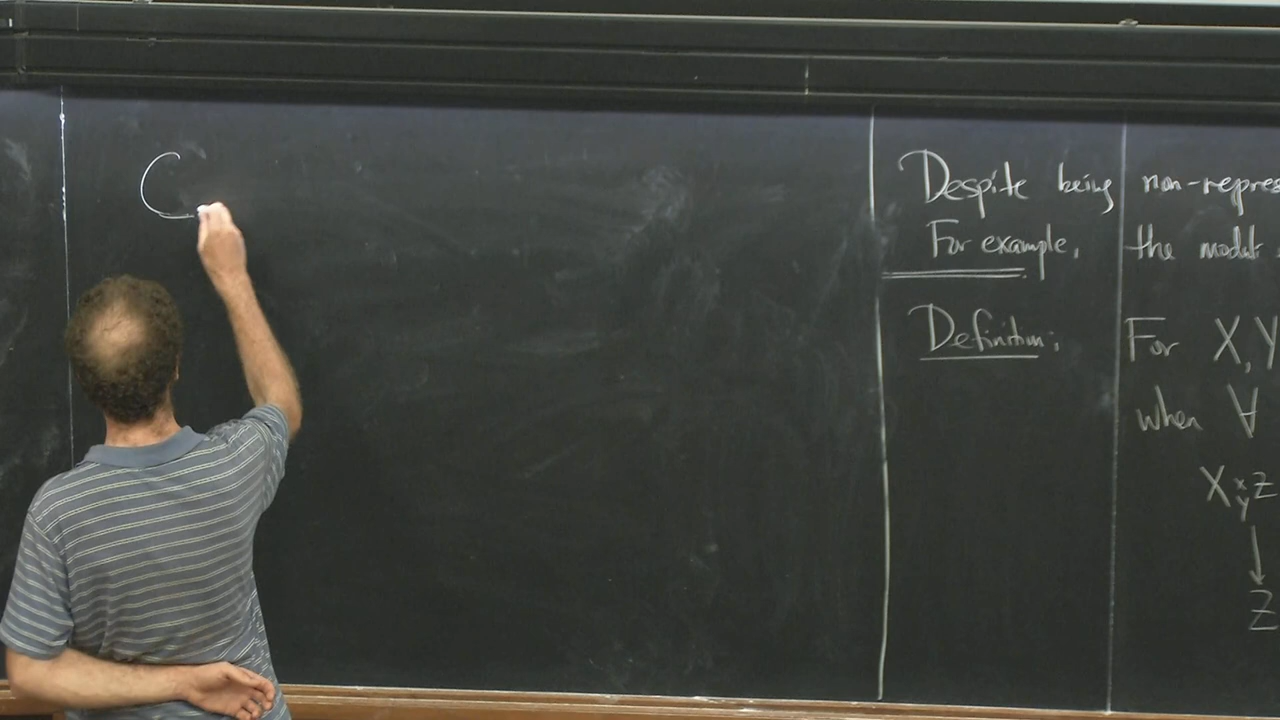 C
Despite being non-repres
For example, the moduli
Definition: For X, Y
when ∀
X × Z
Y
↓
Z